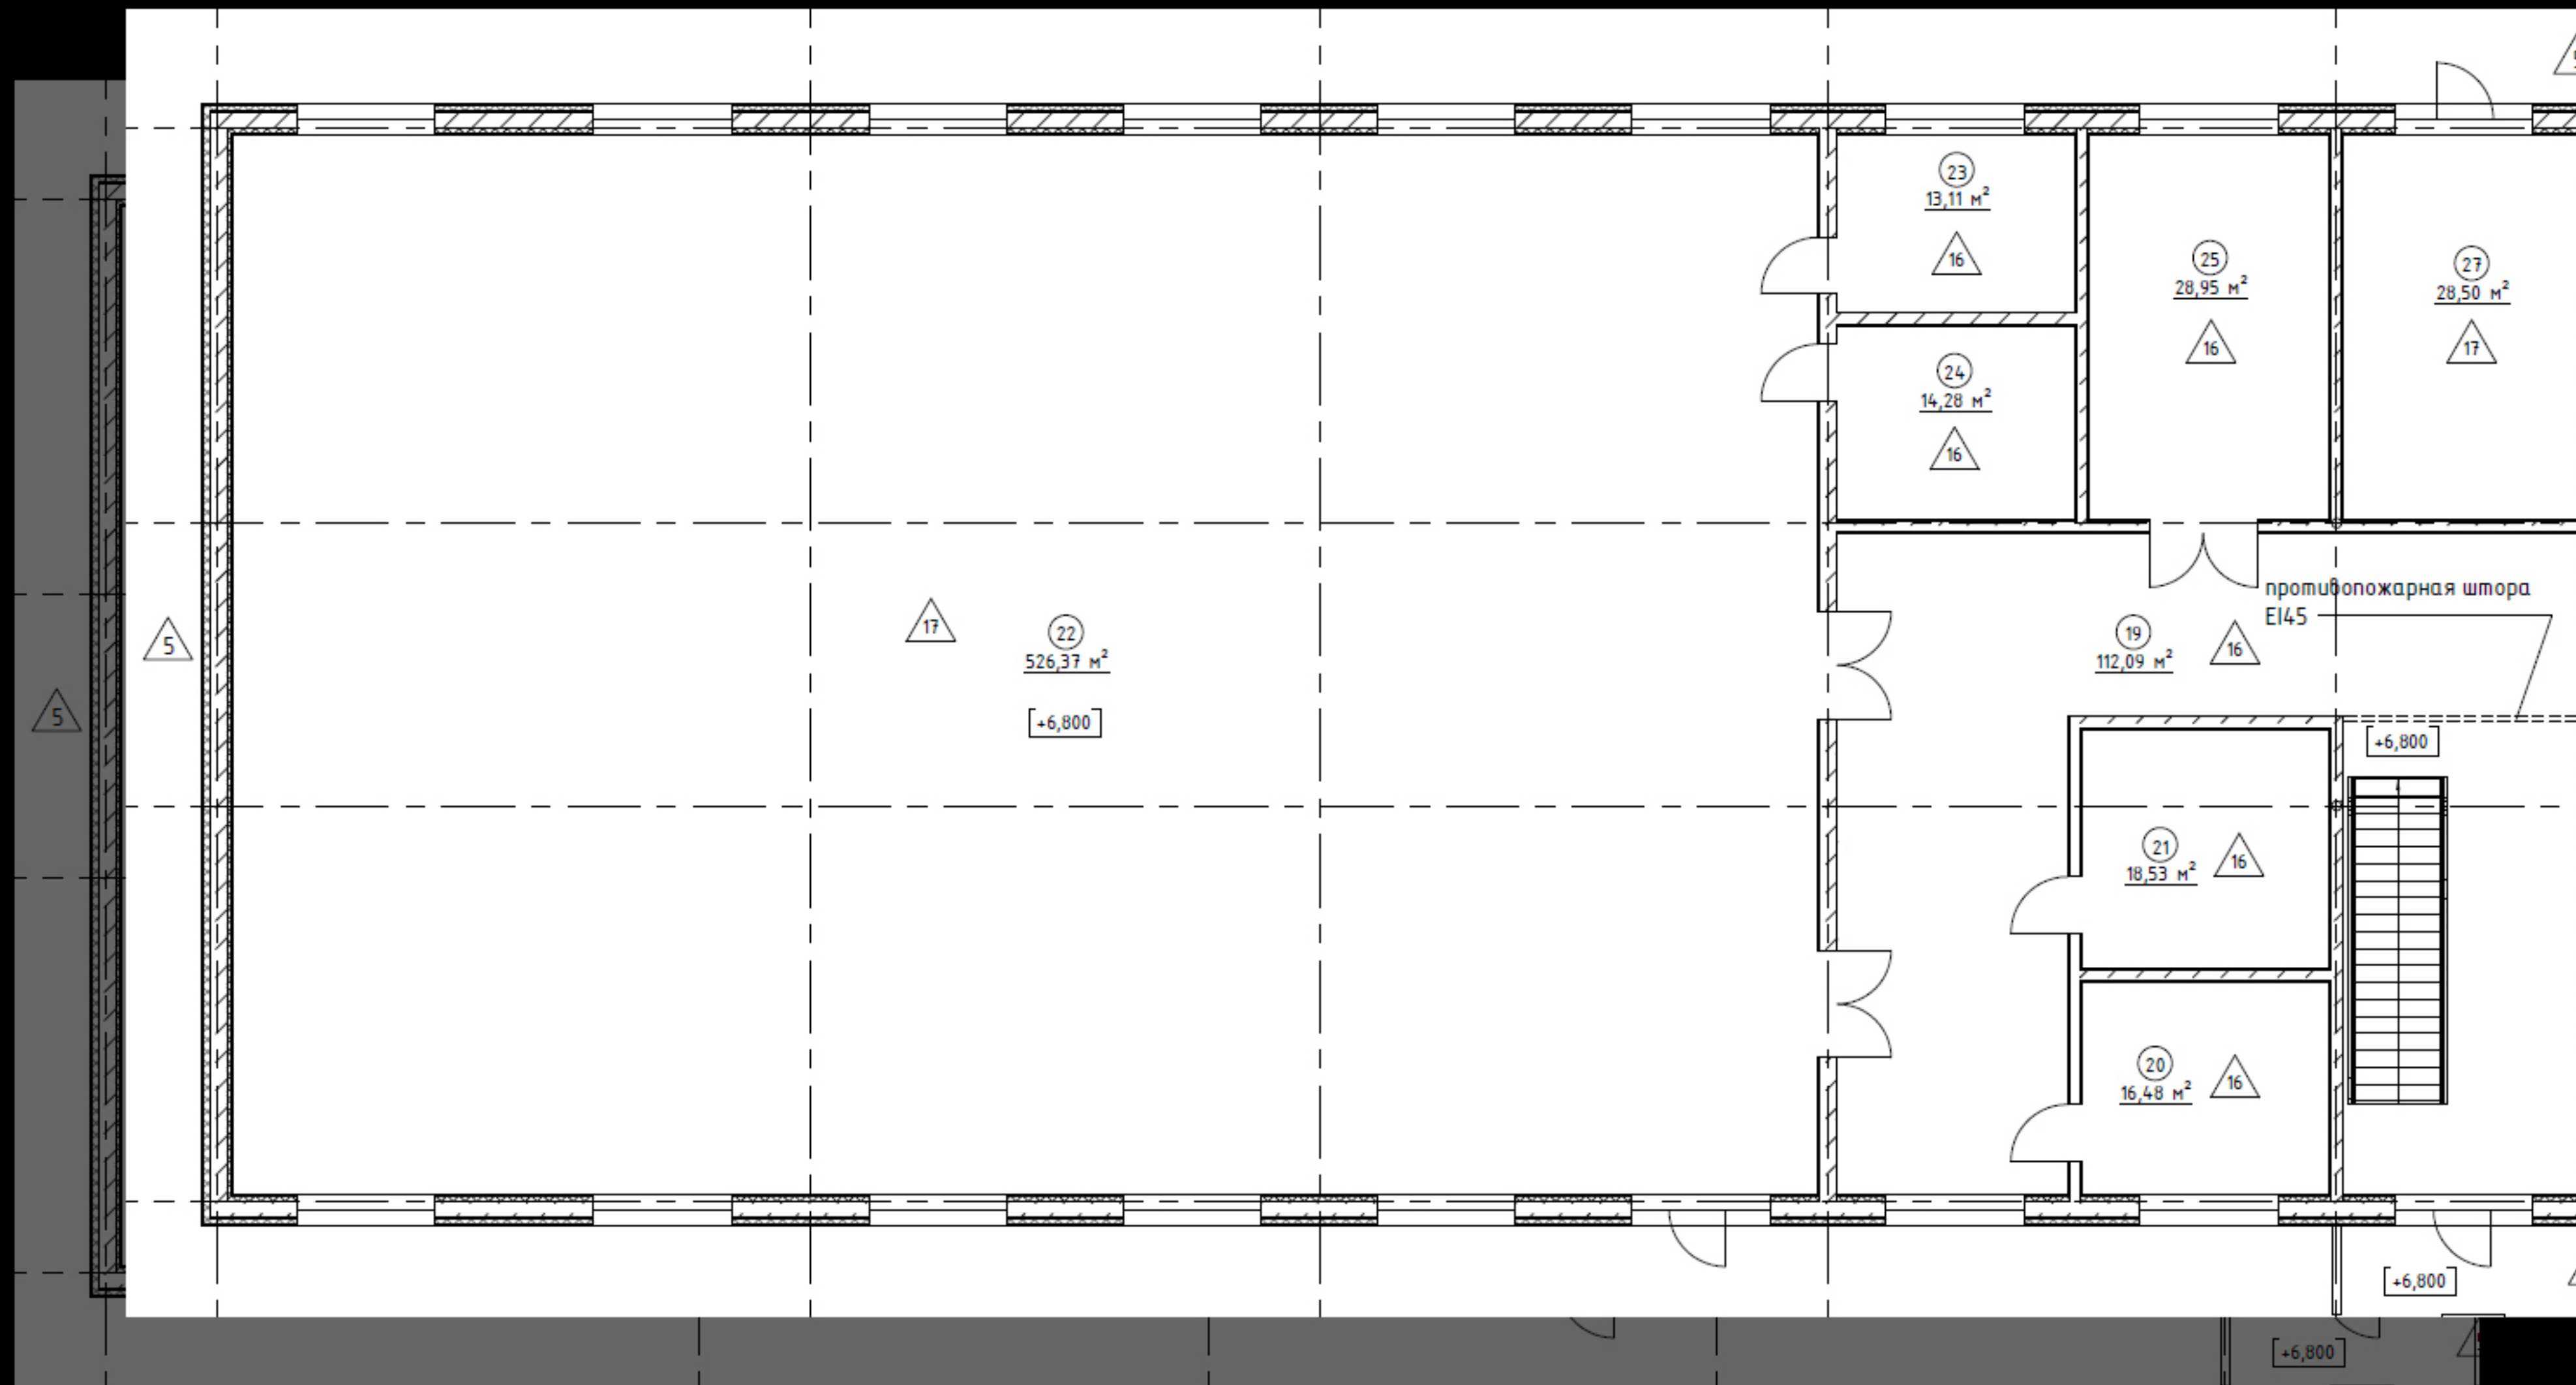 23
13,11 м²
16
25
28,95 м²
16
27
28,50 м²
17
24
14,28 м²
16
противопожарная штора
EI45
5
17
22
526,37 м²
+6,800
19
112,09 м²
16
5
+6,800
21
18,53 м²
16
20
16,48 м²
16
+6,800
+6,800